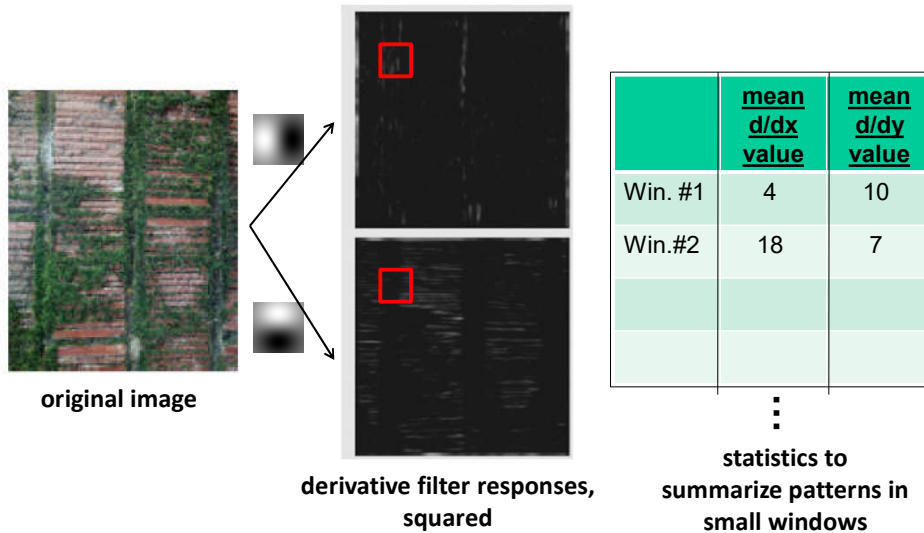 mean
d/dx
value
mean
d/dy
value
Win. #1
4
10
Win.#2
18
7
original image
derivative filter responses,
squared
statistics to
summarize patterns in
small windows